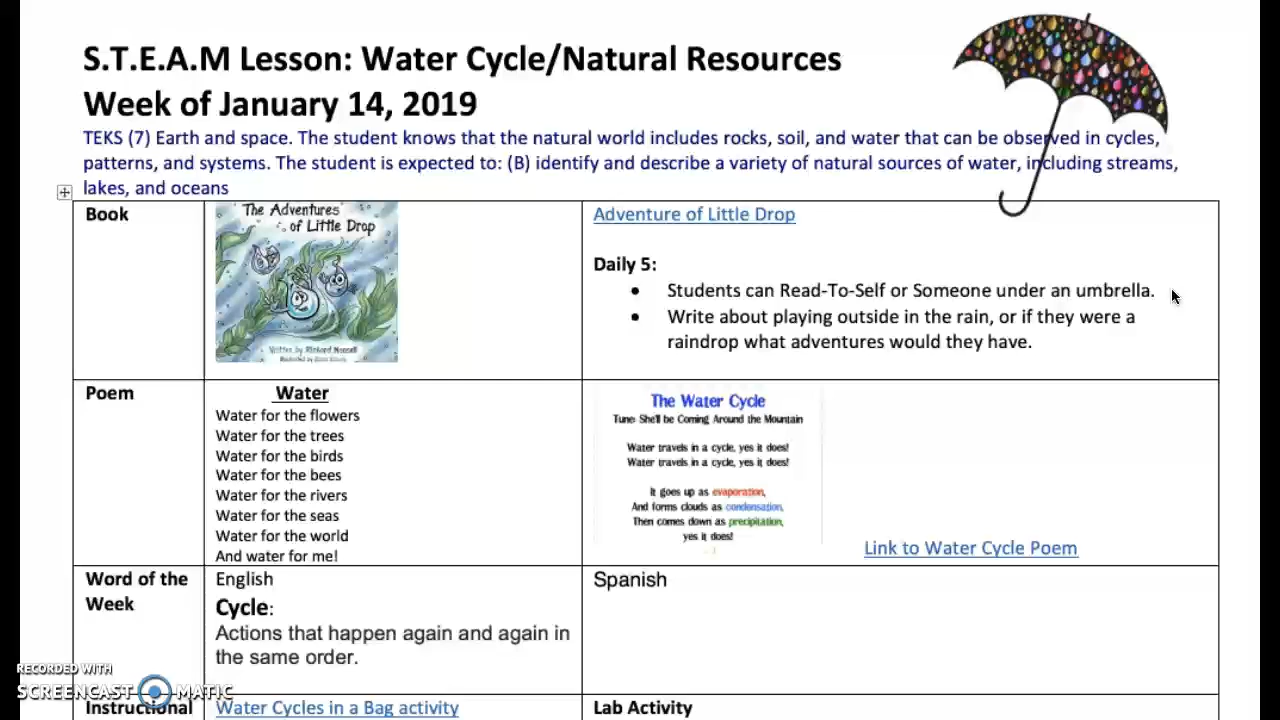 S.T.E.A.M Lesson: Water Cycle/Natural Resources
Week of January 14, 2019
TEKS (7) Earth and space. The student knows that the natural world includes rocks, soil, and water that can be observed in cycles,
patterns, and systems. The student is expected to: (B) identify and describe a variety of natural sources of water, including streams,
lakes, and oceans
Book
The Adventures
of Little Drop
Written by Richard
Illustrated by
Adventure of Little Drop
Daily 5:
• Students can Read-To-Self or Someone under an umbrella.
• Write about playing outside in the rain, or if they were a
raindrop what adventures would they have.
Poem
Water
Water for the flowers
Water for the trees
Water for the birds
Water for the bees
Water for the rivers
Water for the seas
Water for the world
And water for me!
The Water Cycle
Tune: She'll be Coming Around the Mountain
Water travels in a cycle, yes it does!
Water travels in a cycle, yes it does!
It goes up as evaporation,
And forms clouds as condensation,
Then comes down as precipitation,
yes it does!
Link to Water Cycle Poem
Word of the
Week
English
Cycle:
Actions that happen again and again in
the same order.
Spanish
Instructional
Water Cycles in a Bag activity
Lab Activity
RECORDED WITH
SCREENCAST MATIC